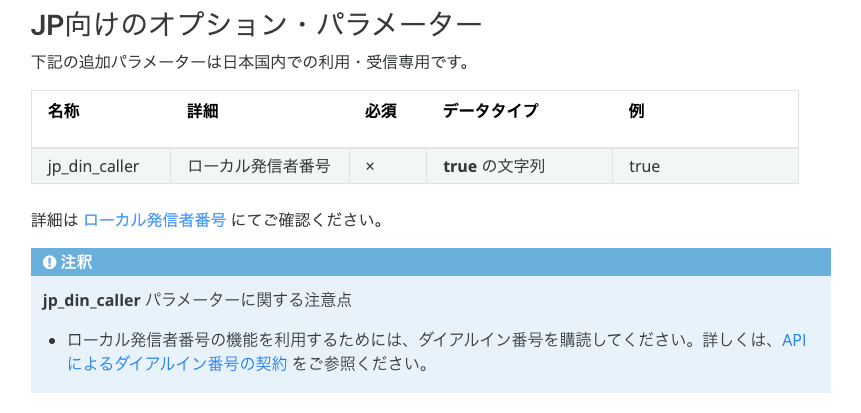 JP向けのオプション・パラメーター
下記の追加パラメーターは日本国内での利用・受信専用です。
名称 詳細 必須 データタイプ 例
jp_din_caller ローカル発信者番号 × true の文字列 true
詳細は ローカル発信者番号 にてご確認ください。
注釈
jp_din_caller パラメーターに関する注意点
• ローカル発信者番号の機能を利用するためには、ダイアルイン番号を購読してください。詳しくは、API
によるダイアルイン番号の契約 をご参照ください。